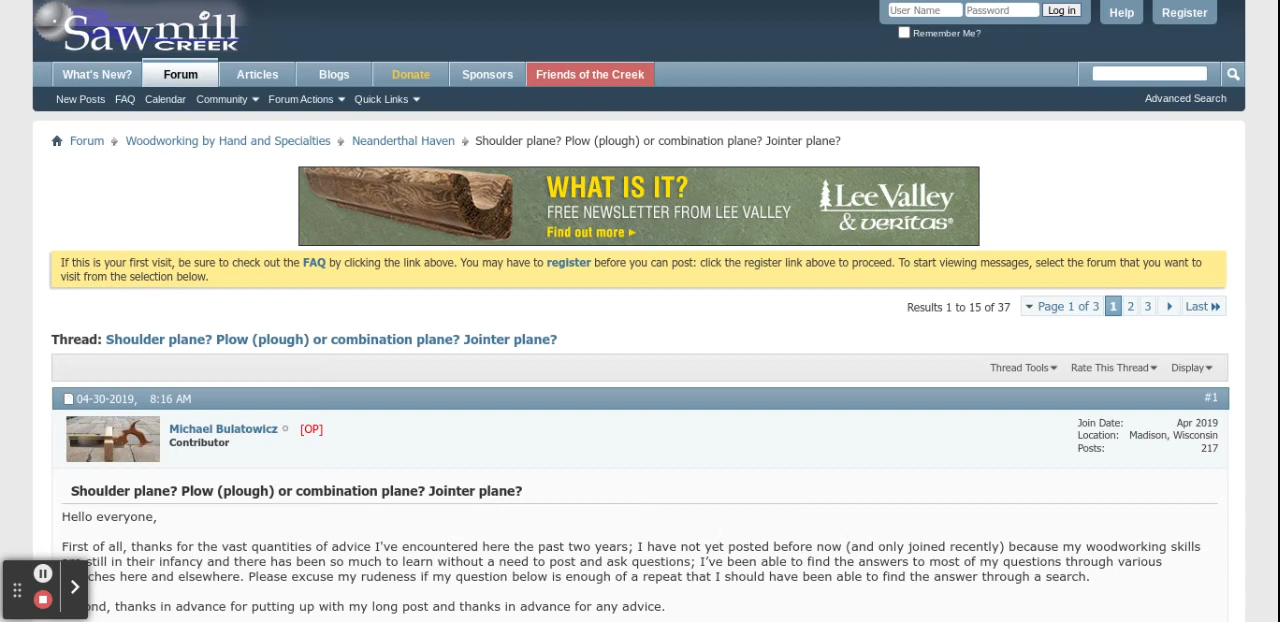 Sawmill
CREEK
User Name Password Log in Help Register
Remember Me?
What's New? Forum Articles Blogs Donate Sponsors Friends of the Creek
New Posts FAQ Calendar Community Forum Actions Quick Links Advanced Search
Forum Woodworking by Hand and Specialties Neanderthal Haven Shoulder plane? Plow (plough) or combination plane? Jointer plane?
WHAT IS IT?
FREE NEWSLETTER FROM LEE VALLEY
Find out more
Lee Valley
& veritas®
If this is your first visit, be sure to check out the FAQ by clicking the link above. You may have to register before you can post: click the register link above to proceed. To start viewing messages, select the forum that you want to
visit from the selection below.
Results 1 to 15 of 37 Page 1 of 3 1 2 3 Last
Thread: Shoulder plane? Plow (plough) or combination plane? Jointer plane?
Thread Tools Rate This Thread Display
04-30-2019, 8:16 AM #1
Michael Bulatowicz [OP]
Contributor
Join Date: Apr 2019
Location: Madison, Wisconsin
Posts: 217
Shoulder plane? Plow (plough) or combination plane? Jointer plane?
Hello everyone,
First of all, thanks for the vast quantities of advice I've encountered here the past two years; I have not yet posted before now (and only joined recently) because my woodworking skills
still in their infancy and there has been so much to learn without a need to post and ask questions; I've been able to find the answers to most of my questions through various
ches here and elsewhere. Please excuse my rudeness if my question below is enough of a repeat that I should have been able to find the answer through a search.
ond, thanks in advance for putting up with my long post and thanks in advance for any advice.